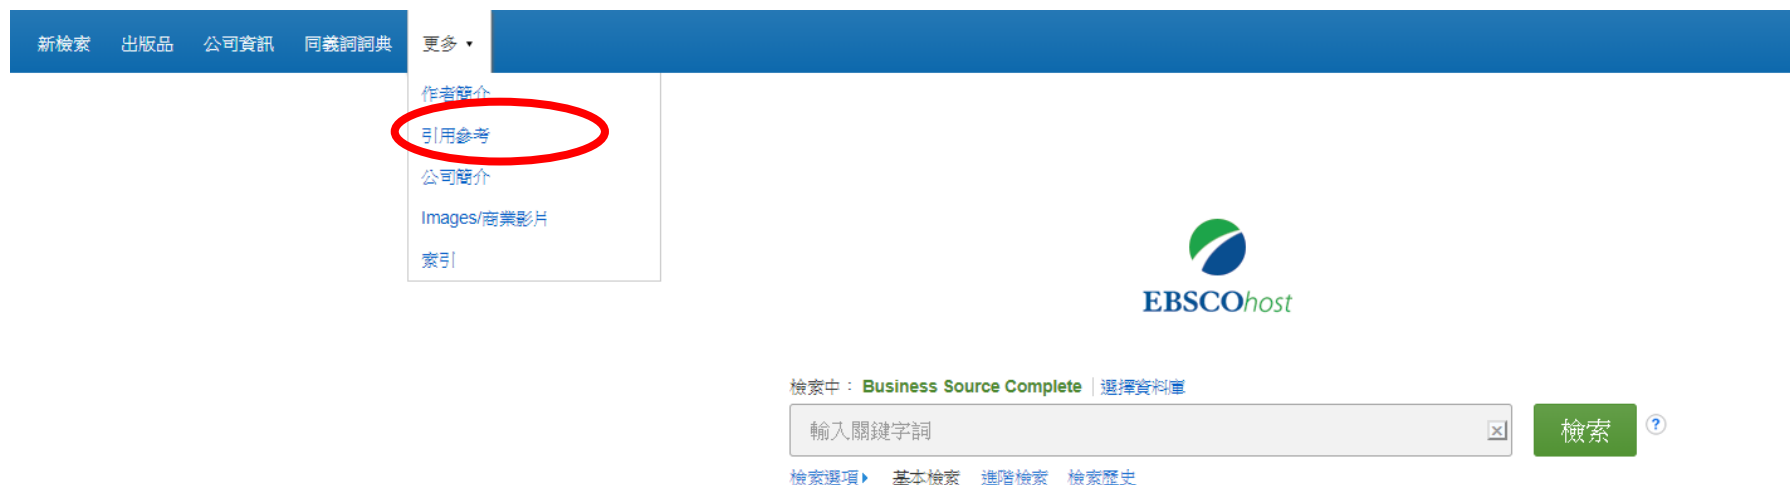 新檢索 出版品 公司資訊 同義詞詞典 更多
作者簡介
引用參考
公司簡介
Images/商業影片
索引
EBSCOhost
檢索中： Business Source Complete 選擇資料庫
輸入關鍵字詞 檢索 ?
檢索選項 基本檢索 進階檢索 檢索歷史